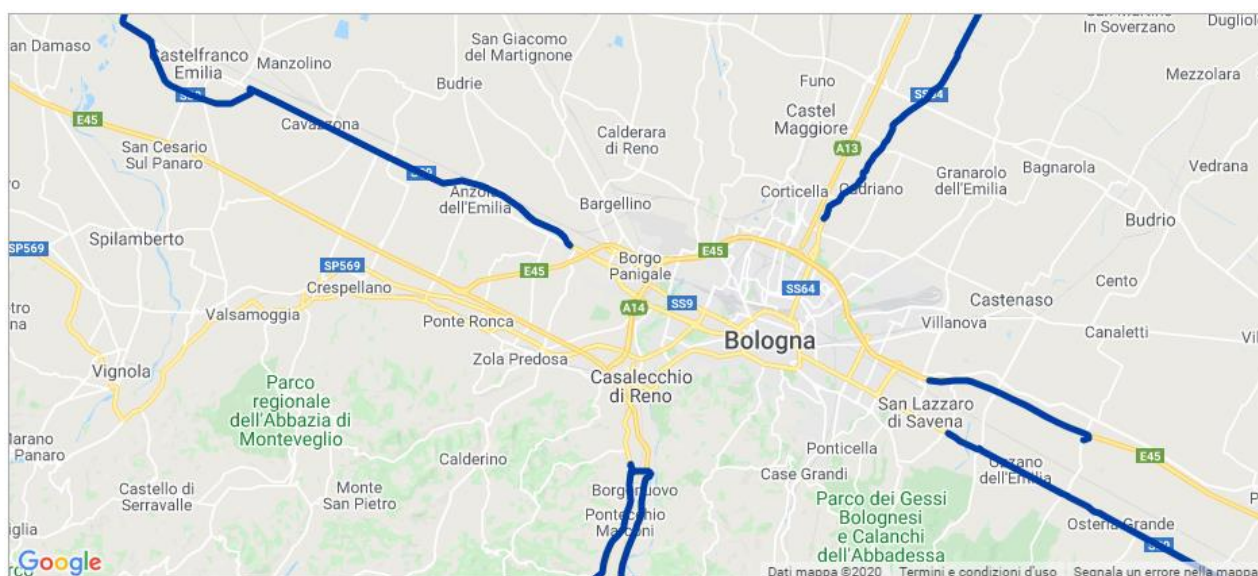 an Damaso
Castelfranco
Emilia
Manzolino
San Giacomo
del Martignone
Budrie
Funo
In Soverzano
Dugliolo
Mezzolara
SS64
Castel
Maggiore
E45
Cavazzona
San Cesario
Sul Panaro
Calderara
di Reno
A13
Granarolo
dell'Emilia
Bagnarola
Vedrana
Corticella
Cadriano
Anzola
dell'Emilia
Bargellino
Budrio
Spilamberto
SP569
SP569
Crespellano
E45
Borgo
Panigale
E45
SS64
Cento
Castenaso
Valsamoggia
Ponte Ronca
A14
SS9
Villanova
Canaletti
Bologna
Zola Predosa
Vignola
Casalecchio
di Reno
Parco
regionale
dell'Abbazia di
Monteveglio
San Lazzaro
di Savena
Marano
Panaro
Calderino
Ponticella
E45
Castello di
Serravalle
Monte
San Pietro
Borgonuovo
Pontecchio
Marconi
Case Grandi
Ozzano
dell'Emilia
Parco dei Gessi
Bolognesi
e Calanchi
dell'Abbadessa
Osteria Grande
Google
Dati mappa ©2020 Termini e condizioni d'uso Segnala un errore nella mappa